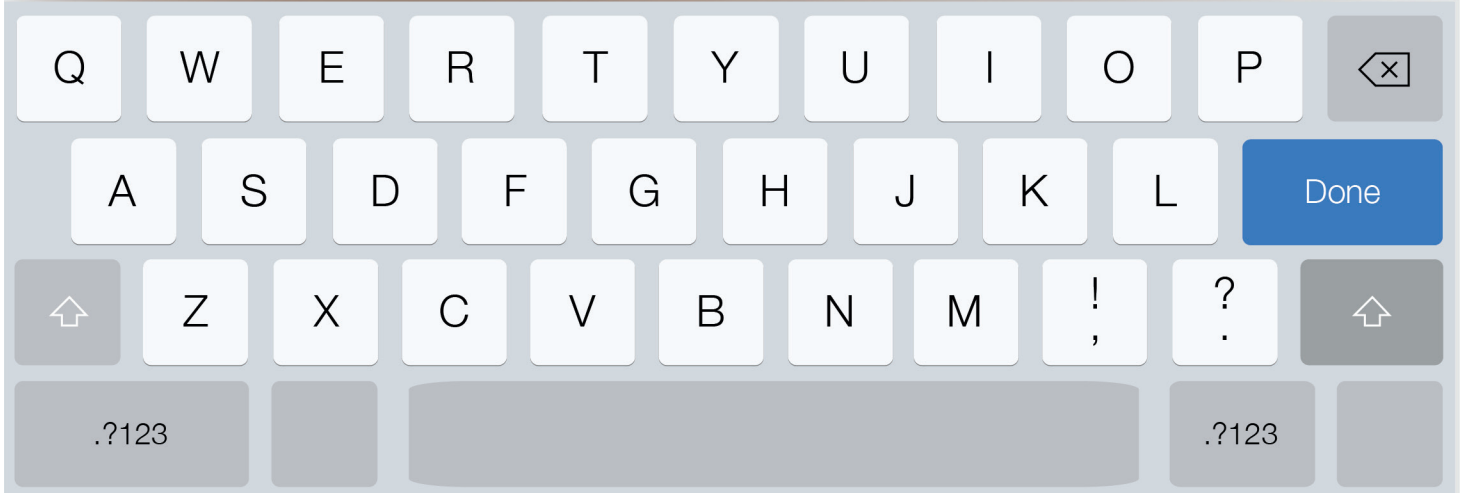 Q W E R T Y U I O P
A S D F G H J K L Done
Z X C V B N M ! ?
, .
.?123 .?123